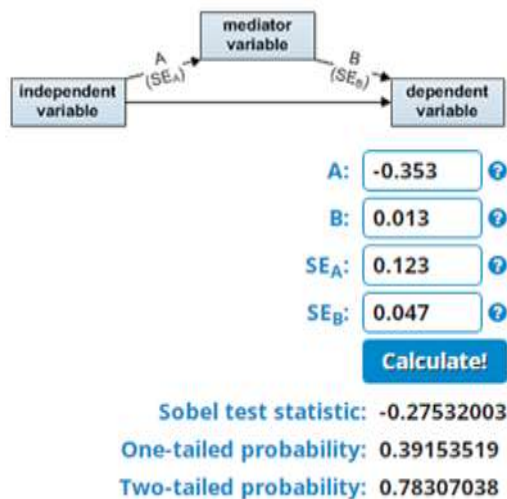 mediator
variable
A
(SEA)
B
(SEB)
independent
variable
dependent
variable
A: -0.353 ?
B: 0.013 ?
SEA: 0.123 ?
SEB: 0.047 ?
Calculate!
Sobel test statistic: -0.27532003
One-tailed probability: 0.39153519
Two-tailed probability: 0.78307038